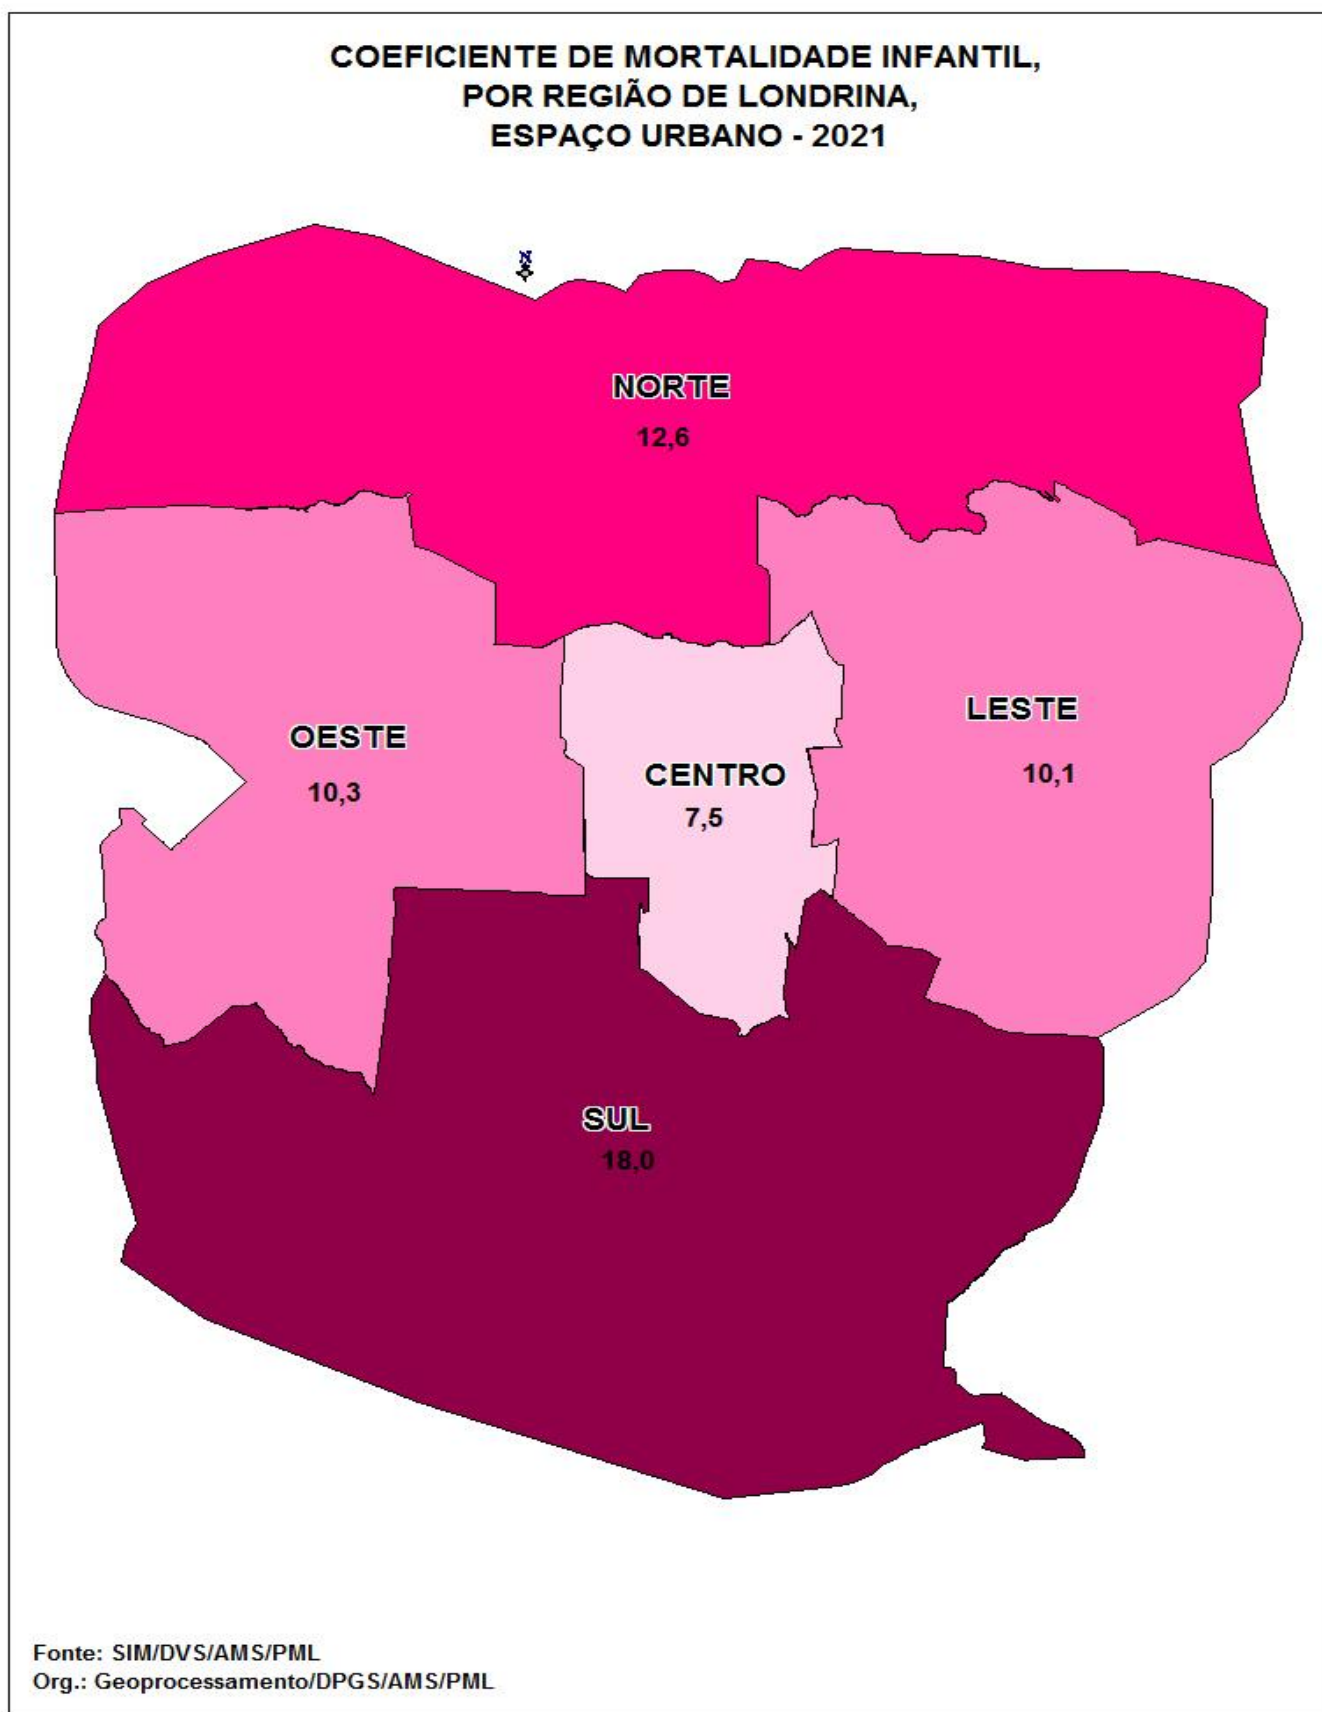 COEFICIENTE DE MORTALIDADE INFANTIL,
POR REGIÃO DE LONDRINA,
ESPAÇO URBANO - 2021
N
NORTE
12,6
OESTE
10,3
CENTRO
7,5
LESTE
10,1
SUL
18,0
Fonte: SIM/DVS/AMS/PML
Org.: Geoprocessamento/DPGS/AMS/PML